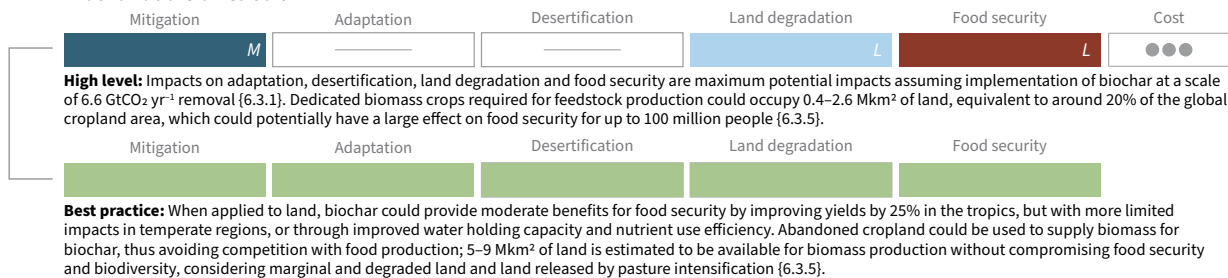 Mitigation Adaptation Desertification Land degradation Food security Cost
M L L
High level: Impacts on adaptation, desertification, land degradation and food security are maximum potential impacts assuming implementation of biochar at a scale
of 6.6 GtCO₂ yr⁻¹ removal {6.3.1}. Dedicated biomass crops required for feedstock production could occupy 0.4–2.6 Mkm² of land, equivalent to around 20% of the global
cropland area, which could potentially have a large effect on food security for up to 100 million people {6.3.5}.
Mitigation Adaptation Desertification Land degradation Food security
Best practice: When applied to land, biochar could provide moderate benefits for food security by improving yields by 25% in the tropics, but with more limited
impacts in temperate regions, or through improved water holding capacity and nutrient use efficiency. Abandoned cropland could be used to supply biomass for
biochar, thus avoiding competition with food production; 5–9 Mkm² of land is estimated to be available for biomass production without compromising food security
and biodiversity, considering marginal and degraded land and land released by pasture intensification {6.3.5}.